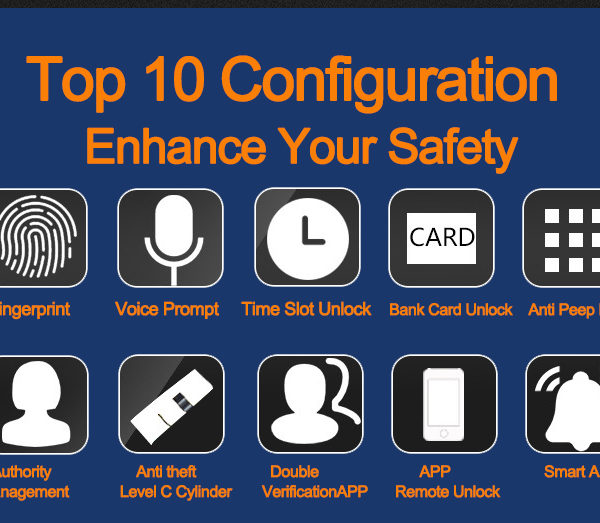 Top 10 Configuration
Enhance Your Safety
CARD
ingerprint
Voice Prompt
Time Slot Unlock
Bank Card Unlock
Anti Peep
uthority
nagement
Anti theft
Level C Cylinder
Double
VerificationAPP
APP
Remote Unlock
Smart A